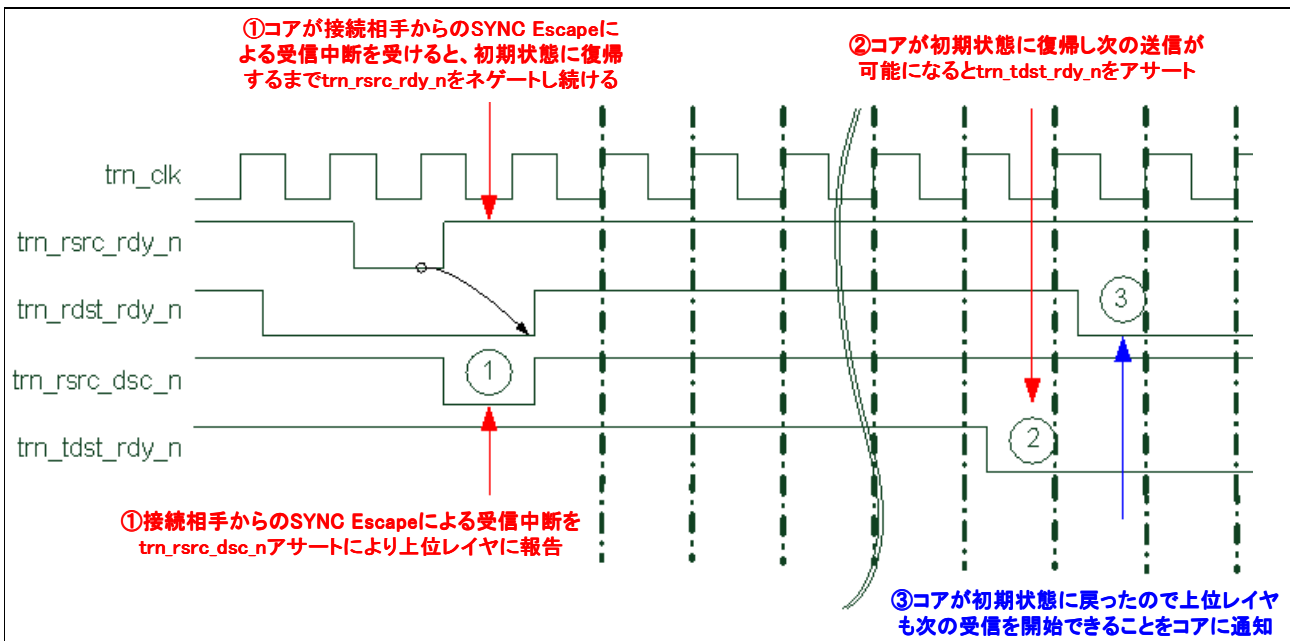 ①コアが接続相手からのSYNC Escapeに
よる受信中断を受けると、初期状態に復帰
するまでtrn_rsrc_rdy_nをネゲートし続ける
②コアが初期状態に復帰し次の送信が
可能になるとtrn_tdst_rdy_nをアサート
trn_clk
trn_rsrc_rdy_n
trn_rdst_rdy_n
3
trn_rsrc_dsc_n
1
trn_tdst_rdy_n
2
①接続相手からのSYNC Escapeによる受信中断を
trn_rsrc_dsc_nアサートにより上位レイヤに報告
③コアが初期状態に戻ったので上位レイヤ
も次の受信を開始できることをコアに通知